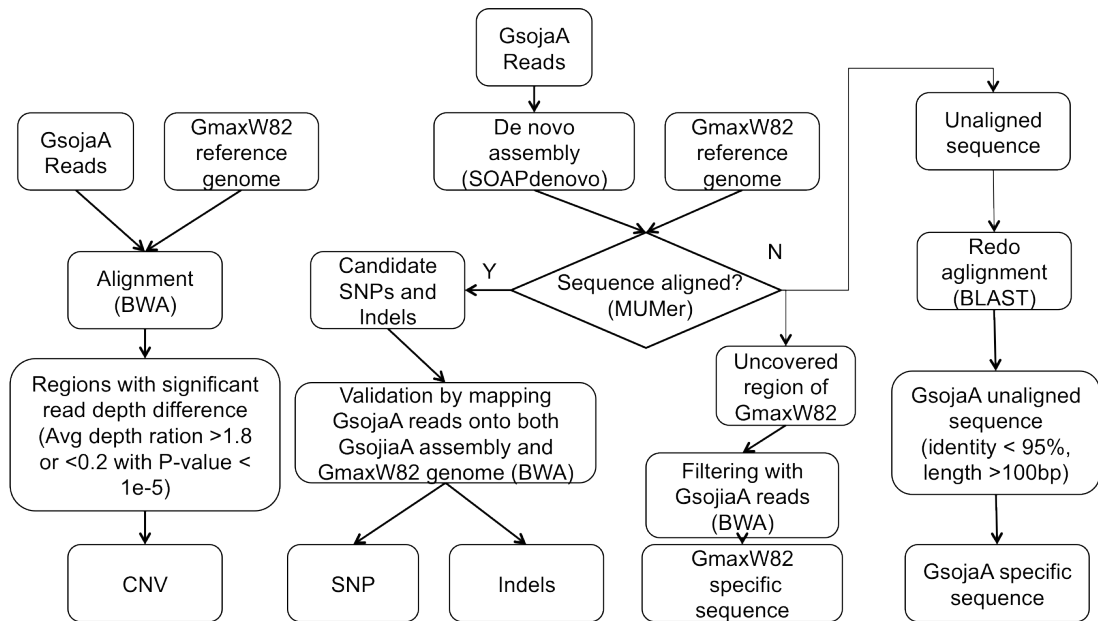 GsojaA
Reads
GmaxW82
reference
genome
Alignment
(BWA)
Regions with significant
read depth difference
(Avg depth ration >1.8
or <0.2 with P-value <
1e-5)
CNV
GsojaA
Reads
De novo
assembly
(SOAPdenovo)
GmaxW82
reference
genome
Sequence aligned?
(MUMer)
Y
N
Candidate
SNPs and
Indels
Validation by mapping
GsojaA reads onto both
GsojiaA assembly and
GmaxW82 genome (BWA)
SNP
Indels
Uncovered
region of
GmaxW82
Filtering with
GsojiaA reads
(BWA)
GmaxW82
specific
sequence
Unaligned
sequence
Redo
aglignment
(BLAST)
GsojaA unaligned
sequence
(identity < 95%,
length >100bp)
GsojaA specific
sequence